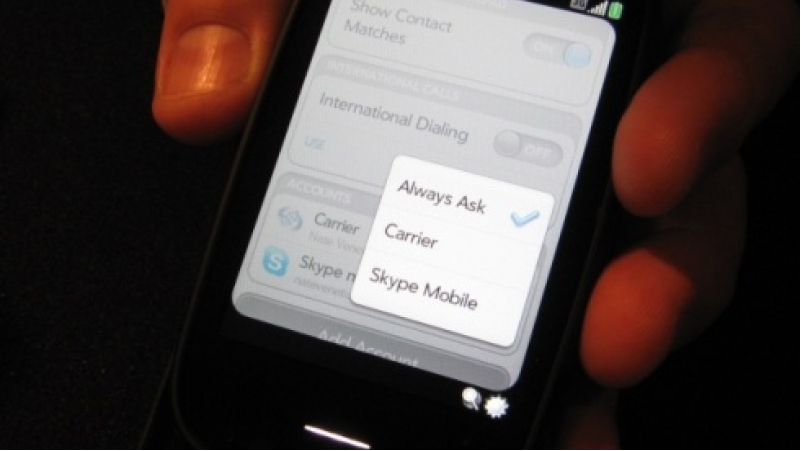 Show Contact
Matches
ON
INTERNATIONAL CALLS
International Dialing
OFF
USE
Always Ask
ACCOUNTS
Carrier
Carrier
Skype
Skype Mobile
Add Account